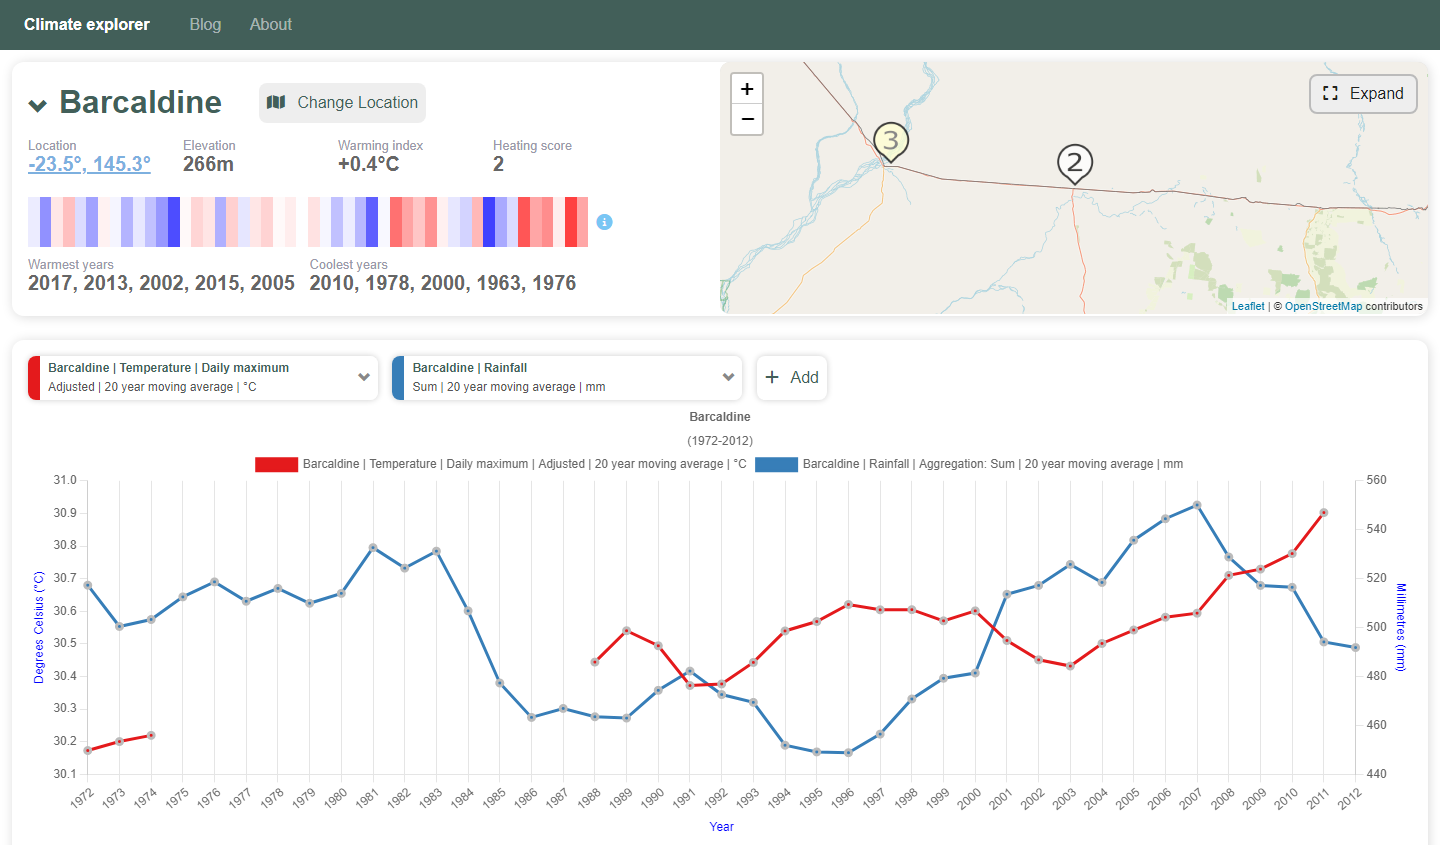 Climate explorer Blog About
Barcaldine Change Location
Location Elevation Warming index Heating score
-23.5°, 145.3° 266m +0.4°C 2
Warmest years Coolest years
2017, 2013, 2002, 2015, 2005 2010, 1978, 2000, 1963, 1976
+
−
Expand
3
2
Leaflet | © OpenStreetMap contributors
Barcaldine | Temperature | Daily maximum
Adjusted | 20 year moving average | °C
Barcaldine | Rainfall
Sum | 20 year moving average | mm
+ Add
Barcaldine
(1972-2012)
Barcaldine | Temperature | Daily maximum | Adjusted | 20 year moving average | °C
Barcaldine | Rainfall | Aggregation: Sum | 20 year moving average | mm
Degrees Celsius (°C)
31.0
30.9
30.8
30.7
30.6
30.5
30.4
30.3
30.2
30.1
560
540
520
500
480
460
440
Millimetres (mm)
1972 1973 1974 1975 1976 1977 1978 1979 1980 1981 1982 1983 1984 1985 1986 1987 1988 1989 1990 1991 1992 1993 1994 1995 1996 1997 1998 1999 2000 2001 2002 2003 2004 2005 2006 2007 2008 2009 2010 2011 2012
Year